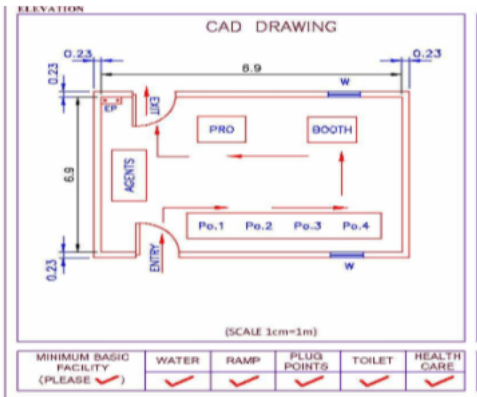 ELEVATION
CAD DRAWING
0.23
6.9
0.23
0.23
W
EP
EXIT
PRO
BOOTH
AGENTS
6.9
Po.1 Po.2 Po.3 Po.4
ENTRY
0.23
W
(SCALE 1cm=1m)
MINIMUM BASIC FACILITY (PLEASE ✓)
WATER
RAMP
PLUG POINTS
TOILET
HEALTH CARE